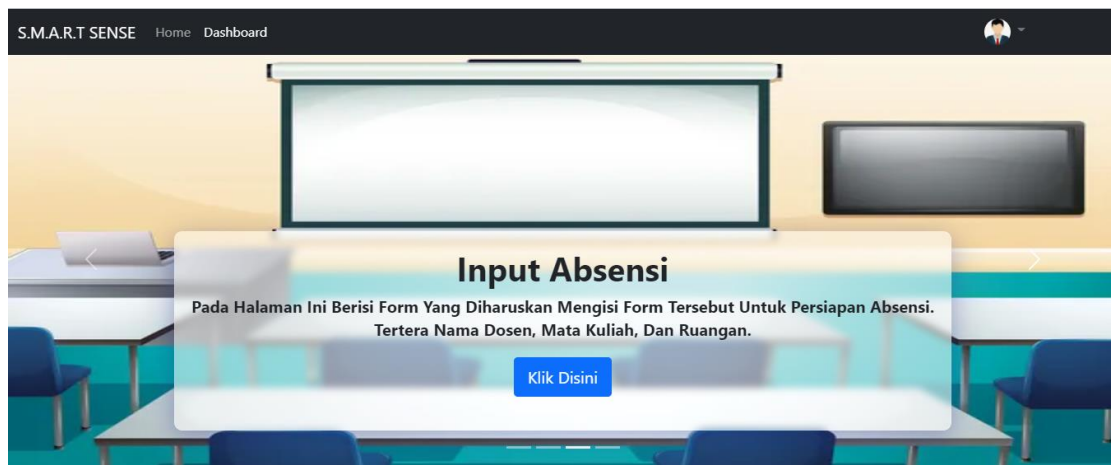 S.M.A.R.T SENSE Home Dashboard
Input Absensi
Pada Halaman Ini Berisi Form Yang Diharuskan Mengisi Form Tersebut Untuk Persiapan Absensi.
Tertera Nama Dosen, Mata Kuliah, Dan Ruangan.
Klik Disini